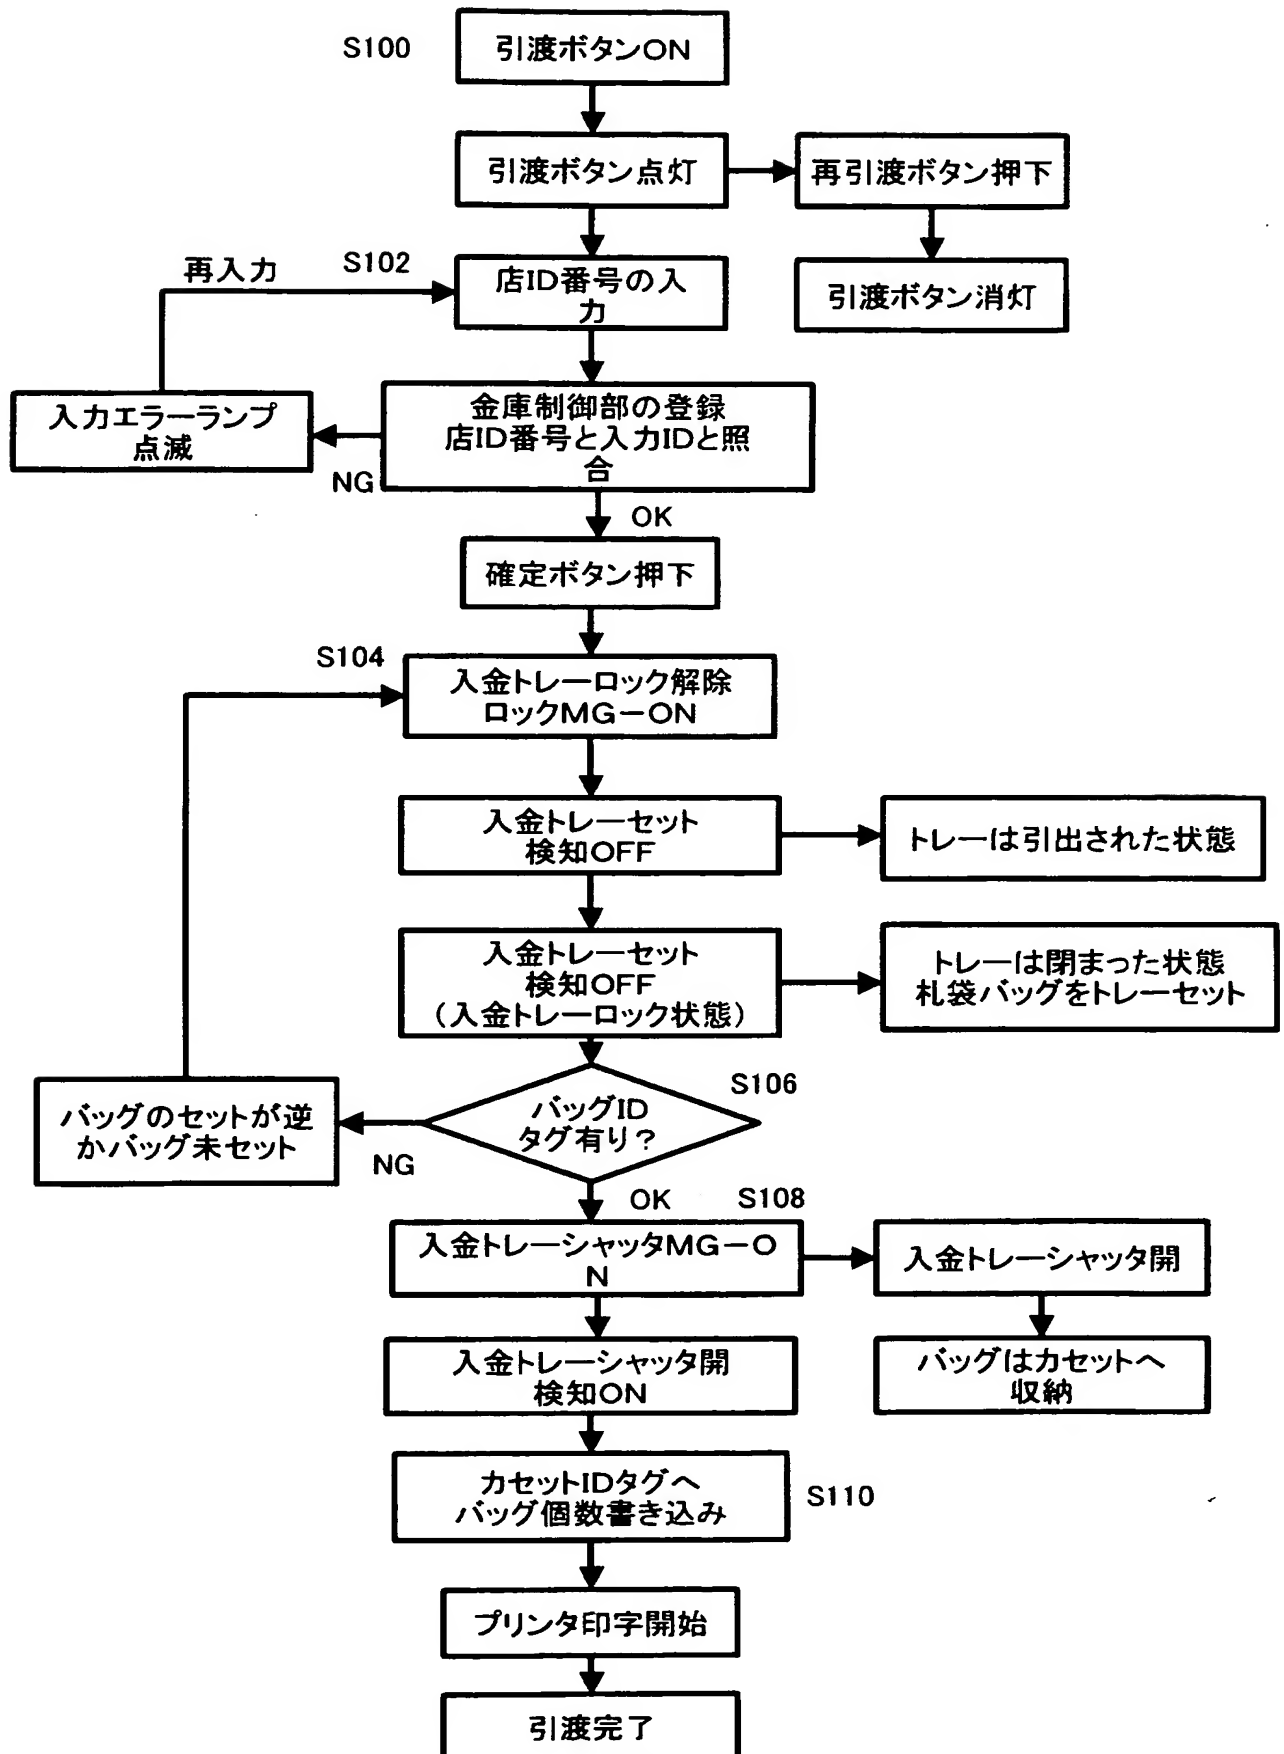 S100
引渡ボタンON
引渡ボタン点灯
再引渡ボタン押下
再入力
S102
店ID番号の入
力
引渡ボタン消灯
入力エラーランプ
点滅
NG
金庫制御部の登録
店ID番号と入力IDと照
合
OK
確定ボタン押下
S104
入金トレーロック解除
ロックMG－ON
入金トレーセット
検知OFF
トレーは引出された状態
入金トレーセット
検知OFF
（入金トレーロック状態）
トレーは閉まった状態
札袋バッグをトレーセット
S106
バッグID
タグ有り？
バッグのセットが逆
かバッグ未セット
NG
OK
S108
入金トレーシャッタMG－O
N
入金トレーシャッタ開
入金トレーシャッタ開
検知ON
バッグはカセットへ
収納
カセットIDタグへ
バッグ個数書き込み
S110
プリンタ印字開始
引渡完了